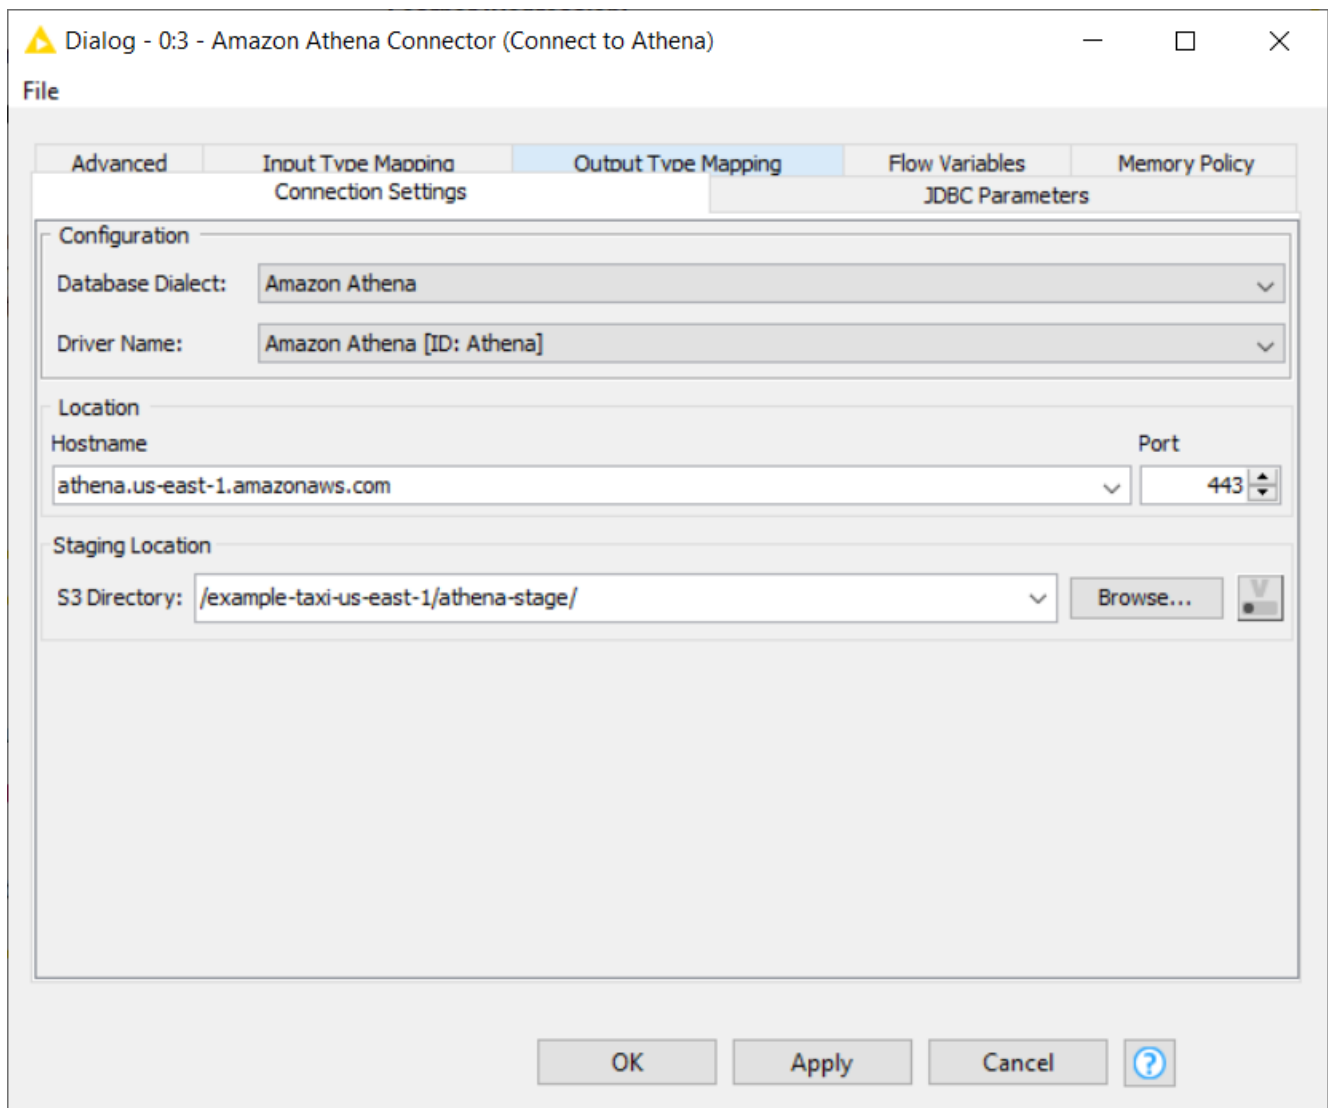 Dialog - 0:3 - Amazon Athena Connector (Connect to Athena)
File
Advanced Input Type Mapping Output Type Mapping Flow Variables Memory Policy
Connection Settings JDBC Parameters
Configuration
Database Dialect: Amazon Athena
Driver Name: Amazon Athena [ID: Athena]
Location
Hostname Port
athena.us-east-1.amazonaws.com 443
Staging Location
S3 Directory: /example-taxi-us-east-1/athena-stage/ Browse... V
OK Apply Cancel ?